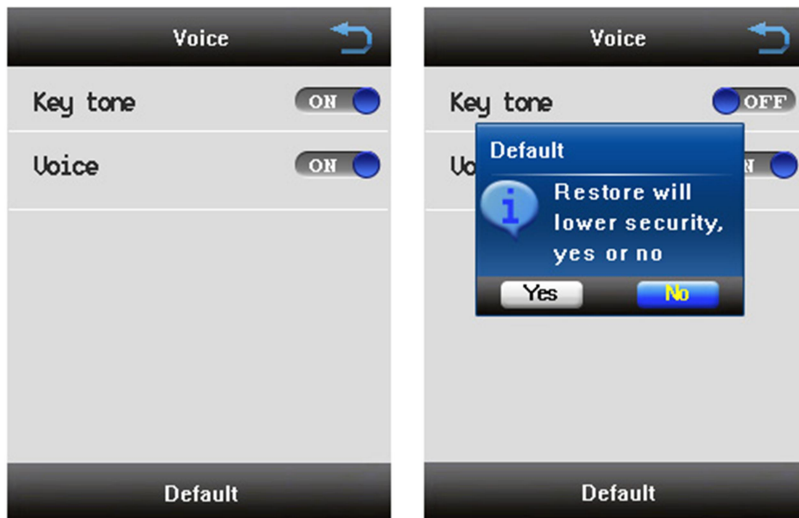 Voice
Key tone
ON
Voice
ON
Default
Voice
Key tone
OFF
Vo
N
Default
Restore will
lower security,
yes or no
Yes
No
Default